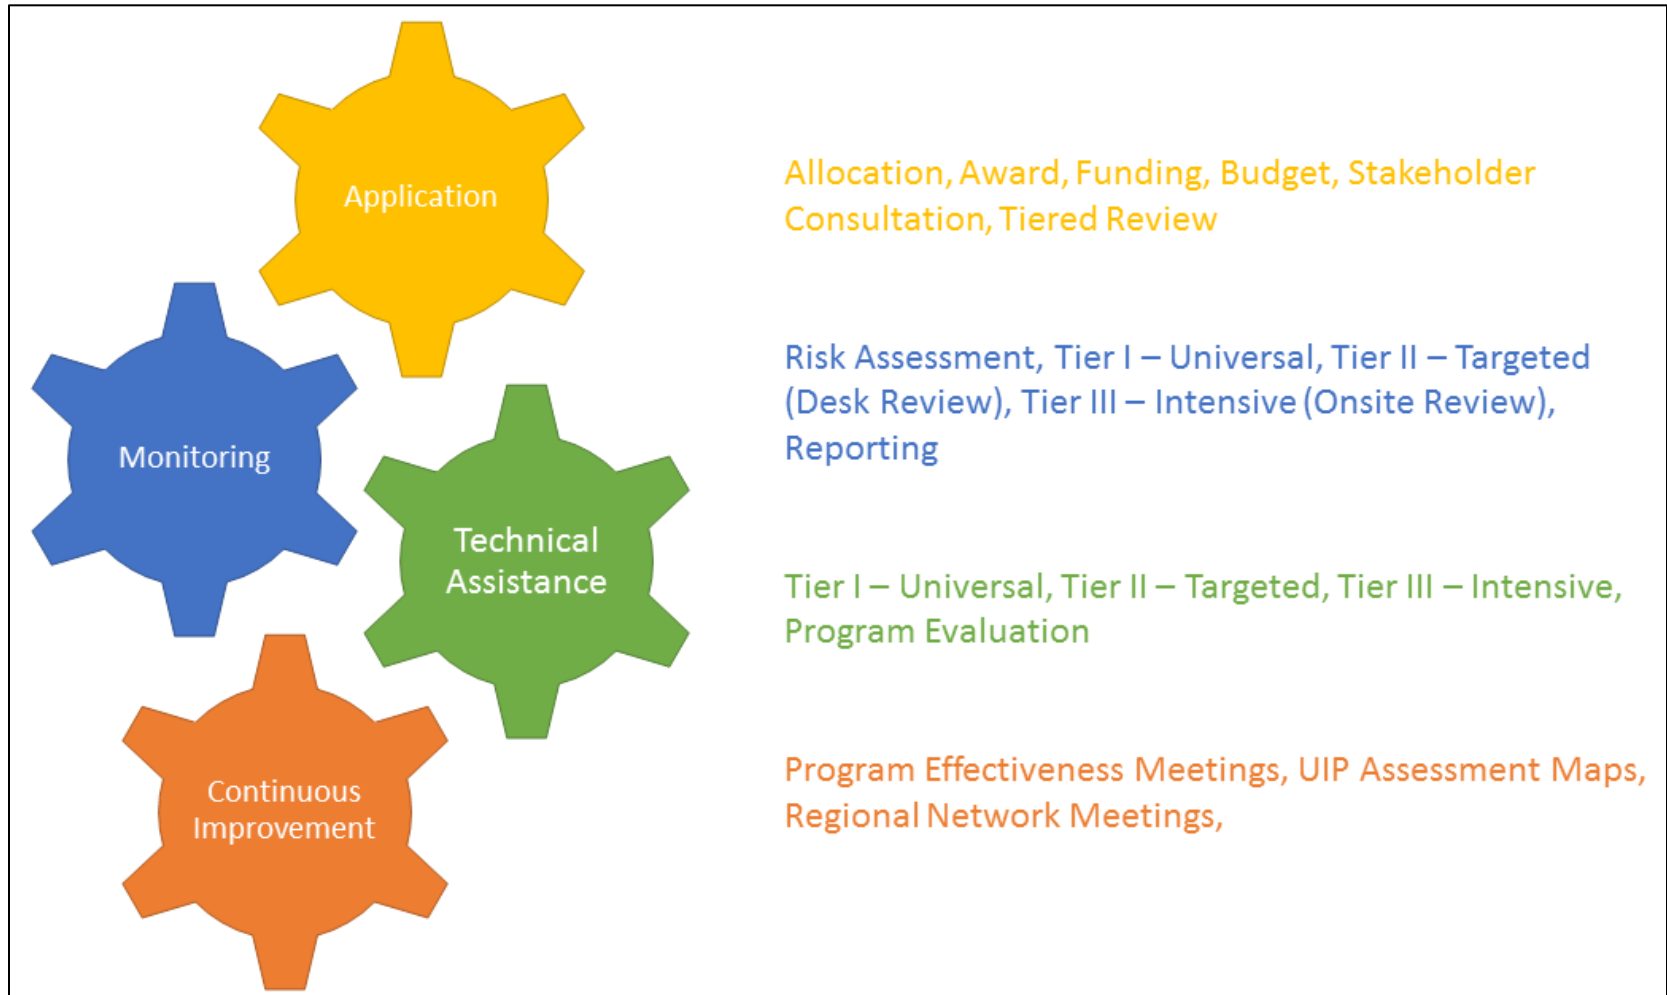 Application
Allocation, Award, Funding, Budget, Stakeholder
Consultation, Tiered Review
Monitoring
Risk Assessment, Tier I – Universal, Tier II – Targeted
(Desk Review), Tier III – Intensive (Onsite Review),
Reporting
Technical
Assistance
Tier I – Universal, Tier II – Targeted, Tier III – Intensive,
Program Evaluation
Continuous
Improvement
Program Effectiveness Meetings, UIP Assessment Maps,
Regional Network Meetings,